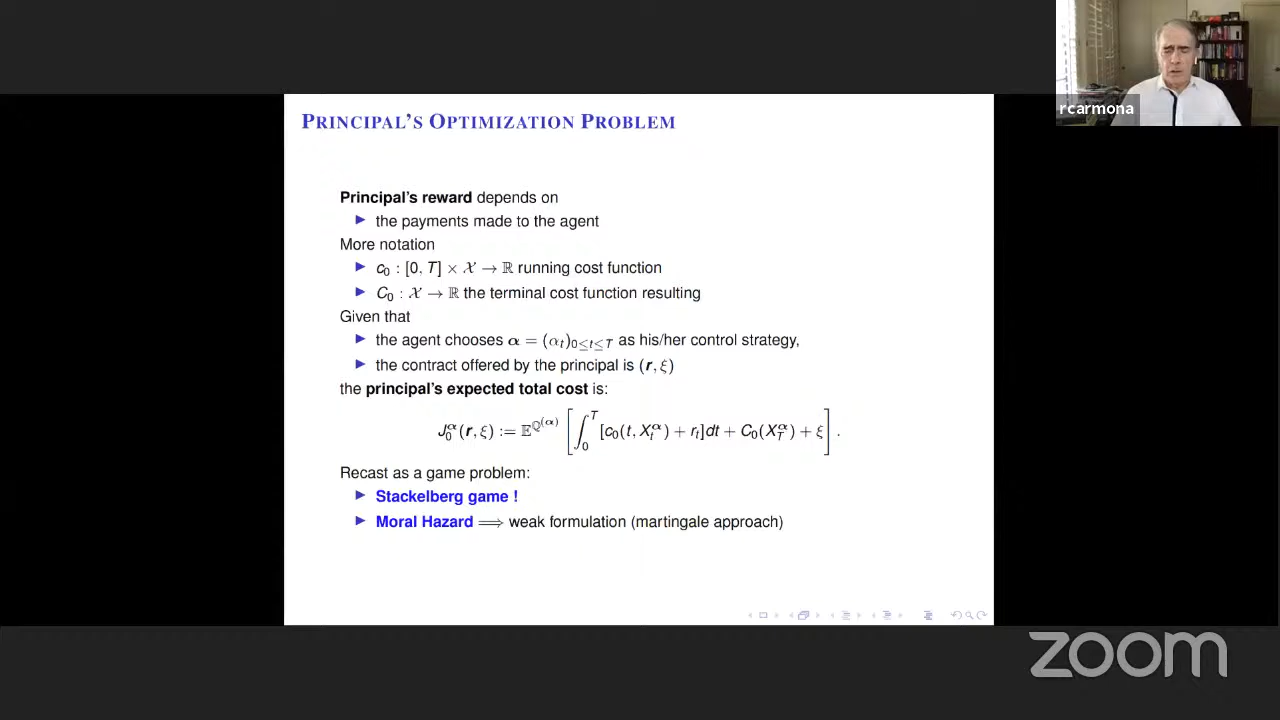 rcarmona
PRINCIPAL'S OPTIMIZATION PROBLEM
Principal's reward depends on
▶ the payments made to the agent
More notation
▶ c₀ : [0, T] × 𝒳 → ℝ running cost function
▶ C₀ : 𝒳 → ℝ the terminal cost function resulting
Given that
▶ the agent chooses α = (αₜ)₀≤ₜ≤T as his/her control strategy,
▶ the contract offered by the principal is (r, ξ)
the principal's expected total cost is:
J₀^α(r, ξ) := 𝔼^ℚ^(α) [ ∫₀^T [c₀(t, Xₜ^α) + rₜ]dt + C₀(X_T^α) + ξ ] .
Recast as a game problem:
▶ Stackelberg game !
▶ Moral Hazard ⟹ weak formulation (martingale approach)
zoom